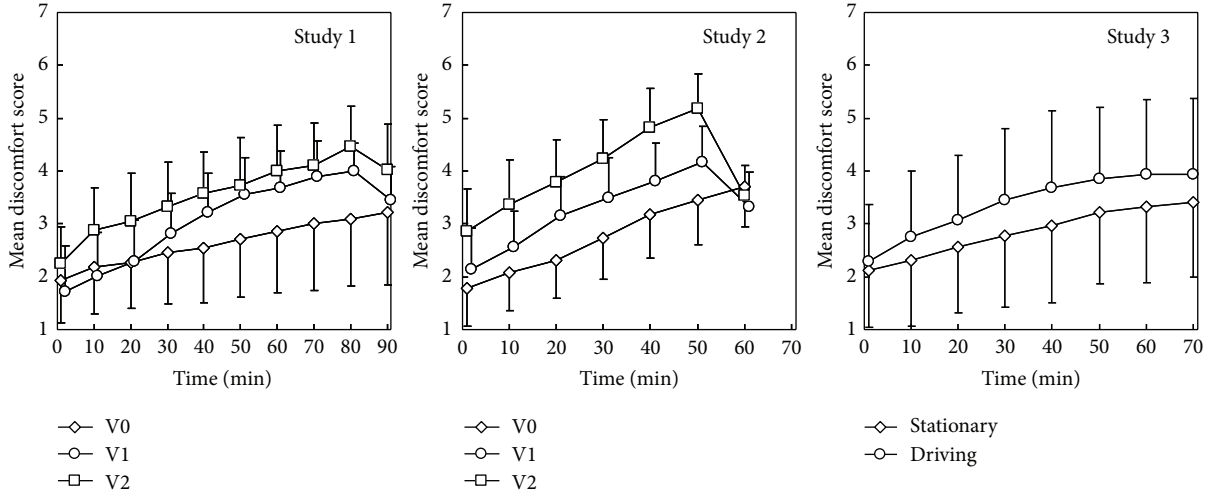 Study 1
Mean discomfort score
7
6
5
4
3
2
1
0 10 20 30 40 50 60 70 80 90
Time (min)
V0
V1
V2
Study 2
Mean discomfort score
7
6
5
4
3
2
1
0 10 20 30 40 50 60 70
Time (min)
V0
V1
V2
Study 3
Mean discomfort score
7
6
5
4
3
2
1
0 10 20 30 40 50 60 70
Time (min)
Stationary
Driving